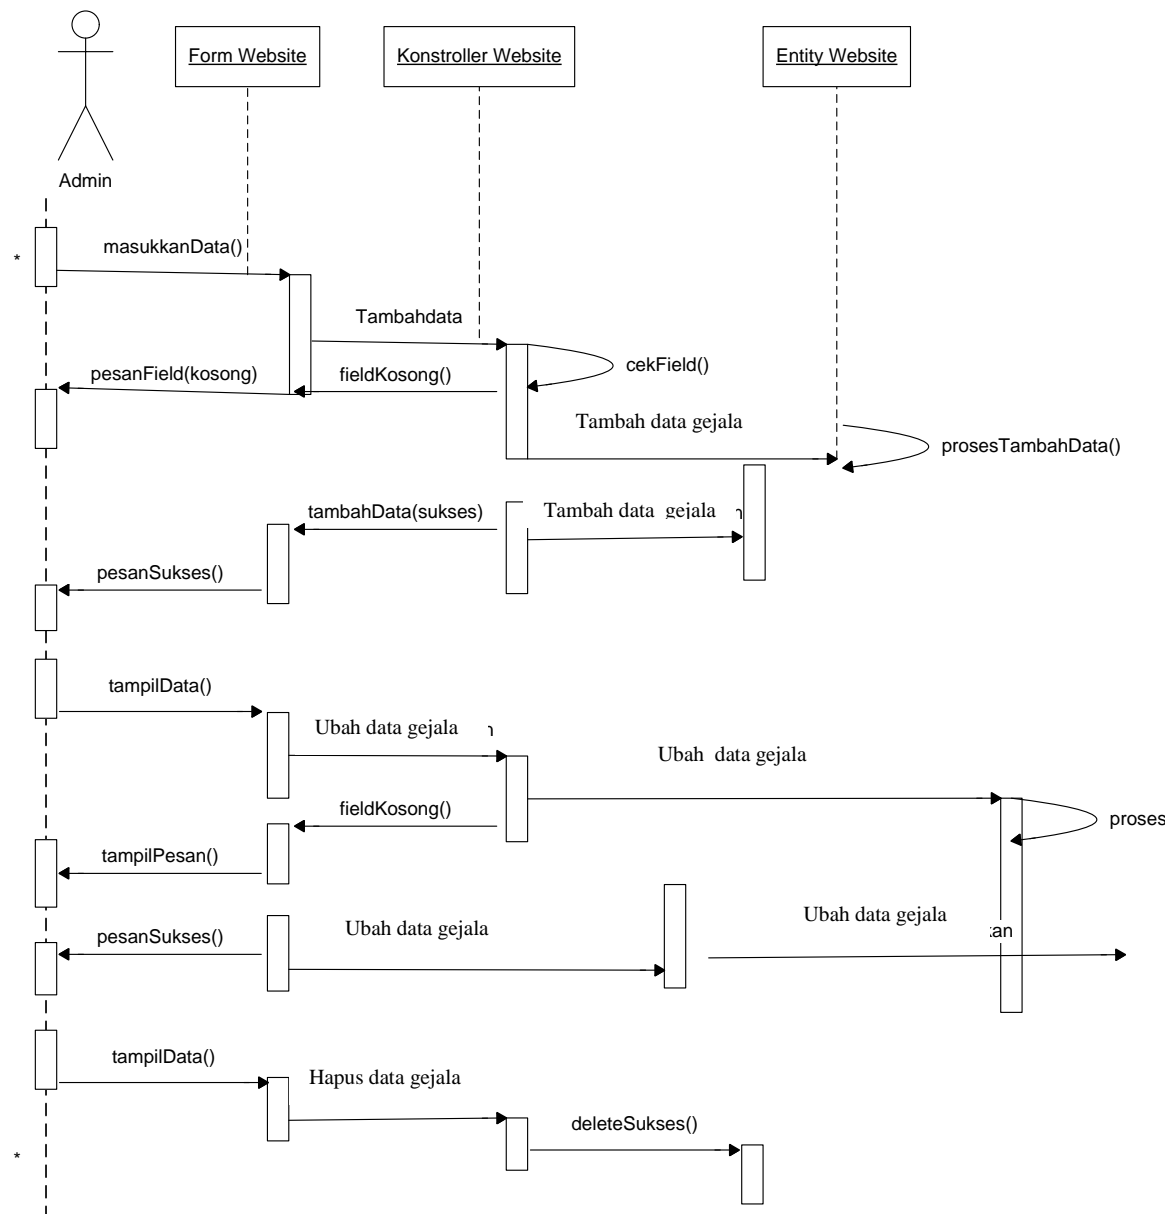 Form Website
Konstroller Website
Entity Website
Admin
*
masukkanData()
Tambahdata
cekField()
pesanField(kosong)
fieldKosong()
Tambah data gejala
prosesTambahData()
tambahData(sukses)
Tambah data gejala
pesanSukses()
tampilData()
Ubah data gejala
Ubah data gejala
fieldKosong()
proses
tampilPesan()
Ubah data gejala
pesanSukses()
Ubah data gejala
kan
tampilData()
Hapus data gejala
deleteSukses()
*